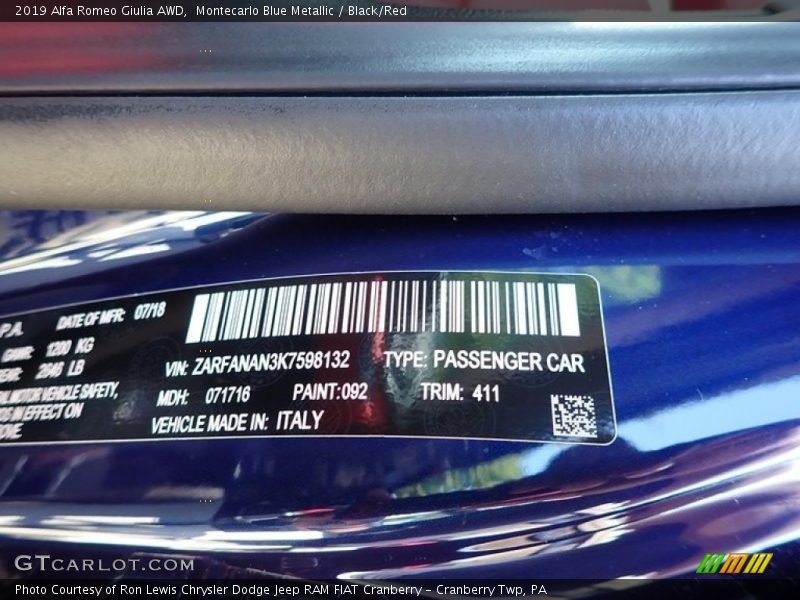 2019 Alfa Romeo Giulia AWD, Montecarlo Blue Metallic / Black/Red
P.A. DATE OF MFR: 07/18
1200 KG
2646 LB
VIN: ZARFANAN3K7598132 TYPE: PASSENGER CAR
MOTOR VEHICLE SAFETY,
MDH: 071716 PAINT:092 TRIM: 411
IN EFFECT ON
VEHICLE MADE IN: ITALY
GTCARLOT.COM
Photo Courtesy of Ron Lewis Chrysler Dodge Jeep RAM FIAT Cranberry – Cranberry Twp, PA